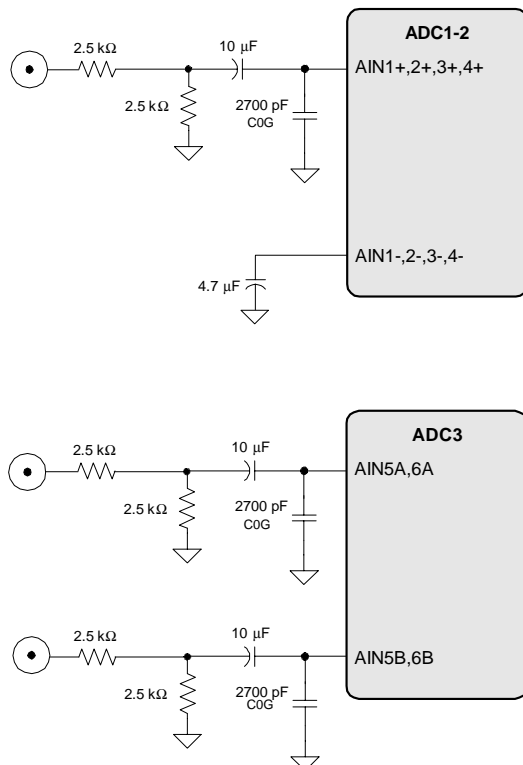 ADC1-2
2.5 kΩ
10 µF
AIN1+,2+,3+,4+
2.5 kΩ
2700 pF
C0G
AIN1-,2-,3-,4-
4.7 µF
ADC3
2.5 kΩ
10 µF
AIN5A,6A
2.5 kΩ
2700 pF
C0G
2.5 kΩ
10 µF
AIN5B,6B
2.5 kΩ
2700 pF
C0G